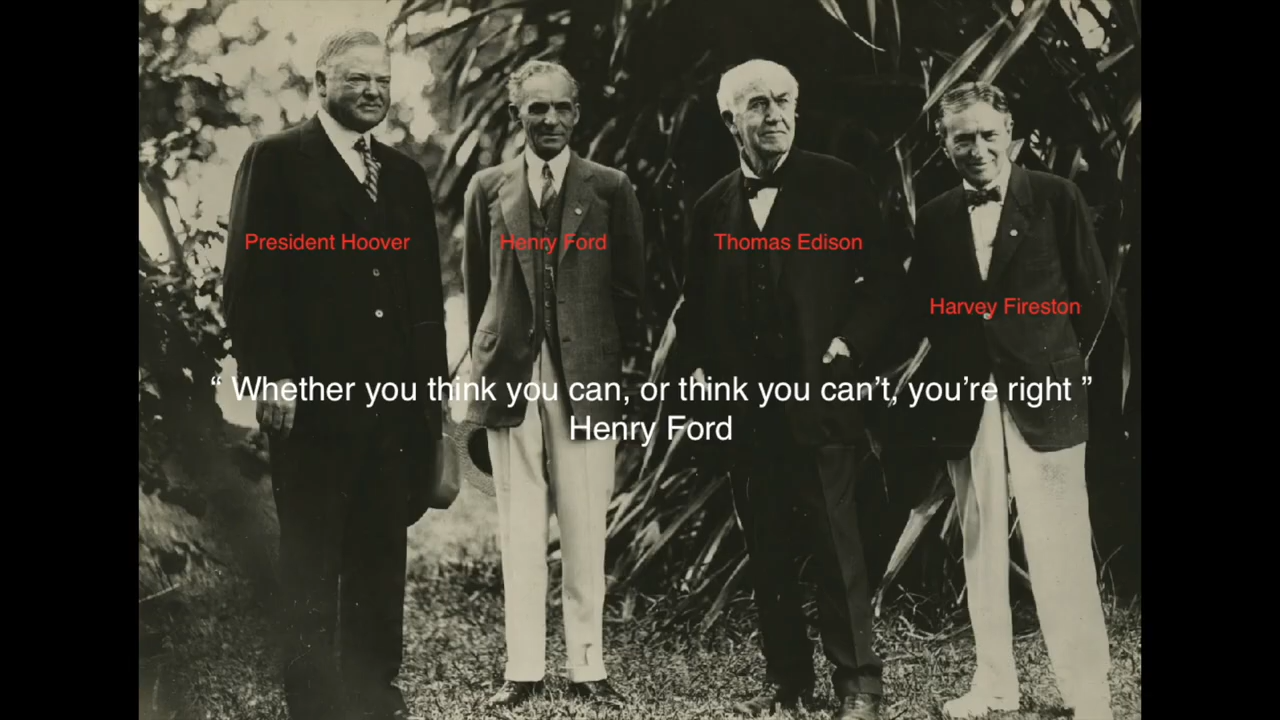 President Hoover
Henry Ford
Thomas Edison
Harvey Fireston
“ Whether you think you can, or think you can’t, you’re right ”
Henry Ford